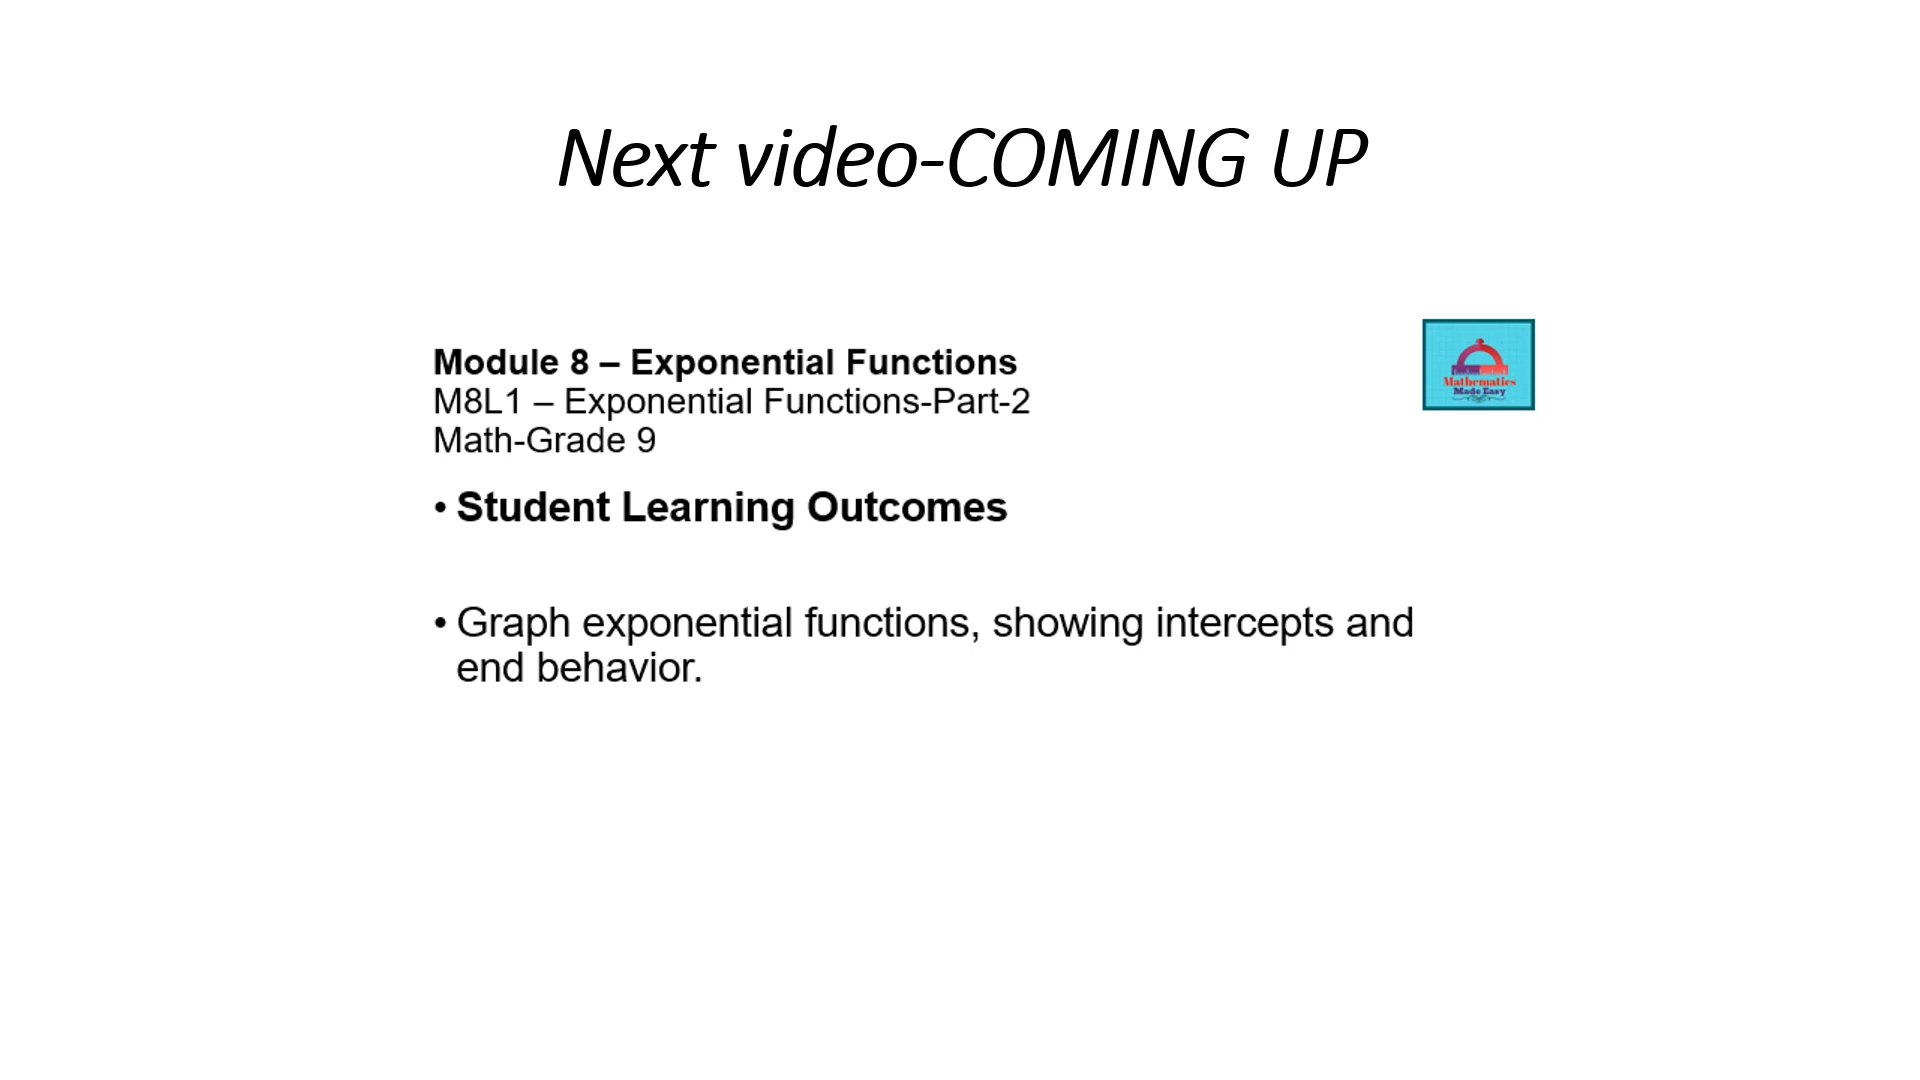 Next video-COMING UP
Module 8 – Exponential Functions
M8L1 – Exponential Functions-Part-2
Math-Grade 9
Mathematics
Made Easy
• Student Learning Outcomes
• Graph exponential functions, showing intercepts and
end behavior.